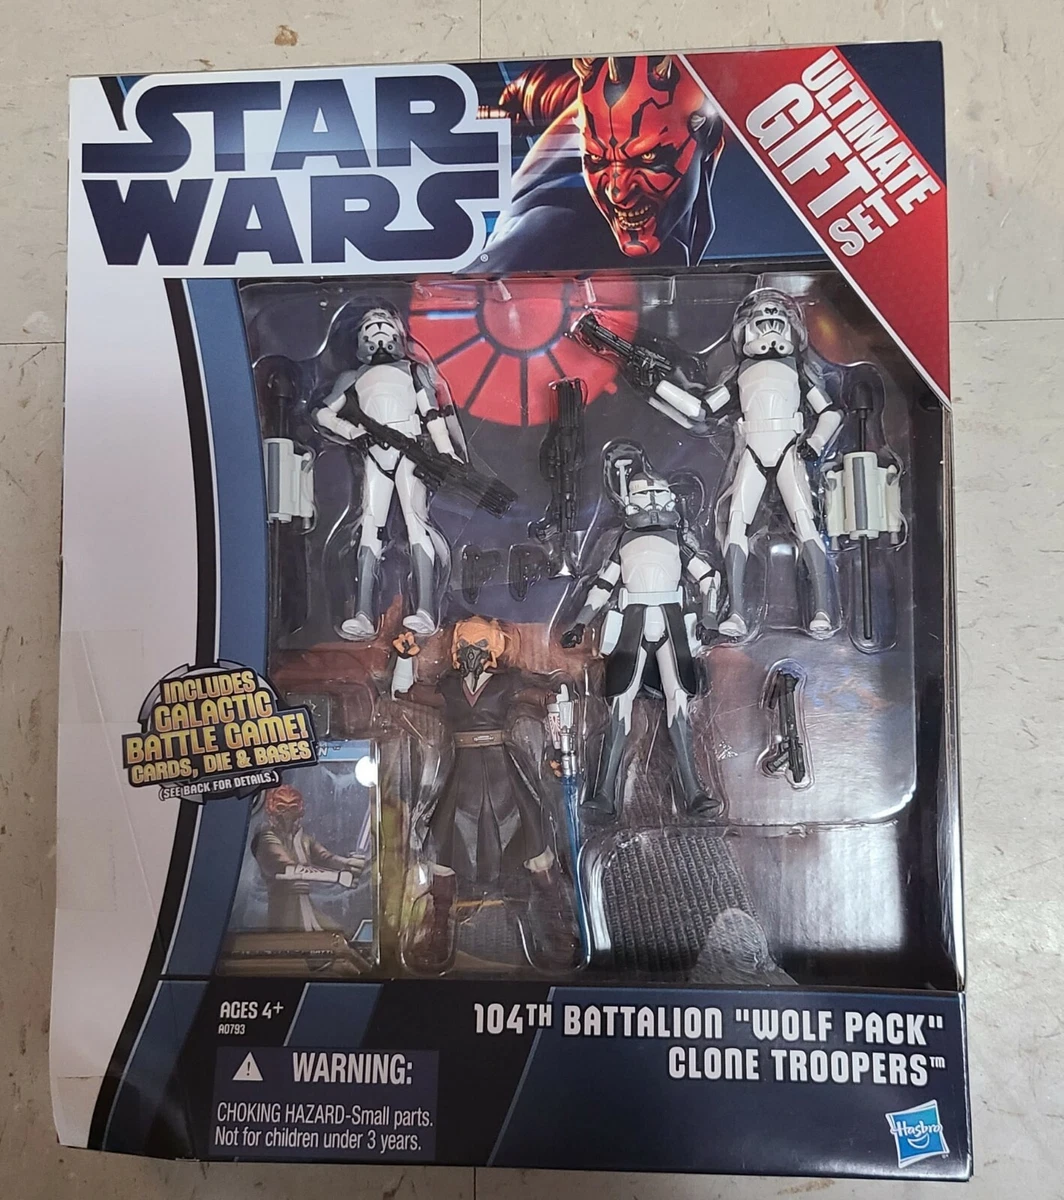 STAR
WARS®
ULTIMATE
GIFT
SET
INCLUDES
GALACTIC
BATTLE GAME!
CARDS, DIE & BASES
(SEE BACK FOR DETAILS.)
AGES 4+
A0793
104TH BATTALION "WOLF PACK"
CLONE TROOPERS™
WARNING:
CHOKING HAZARD-Small parts.
Not for children under 3 years.
Hasbro